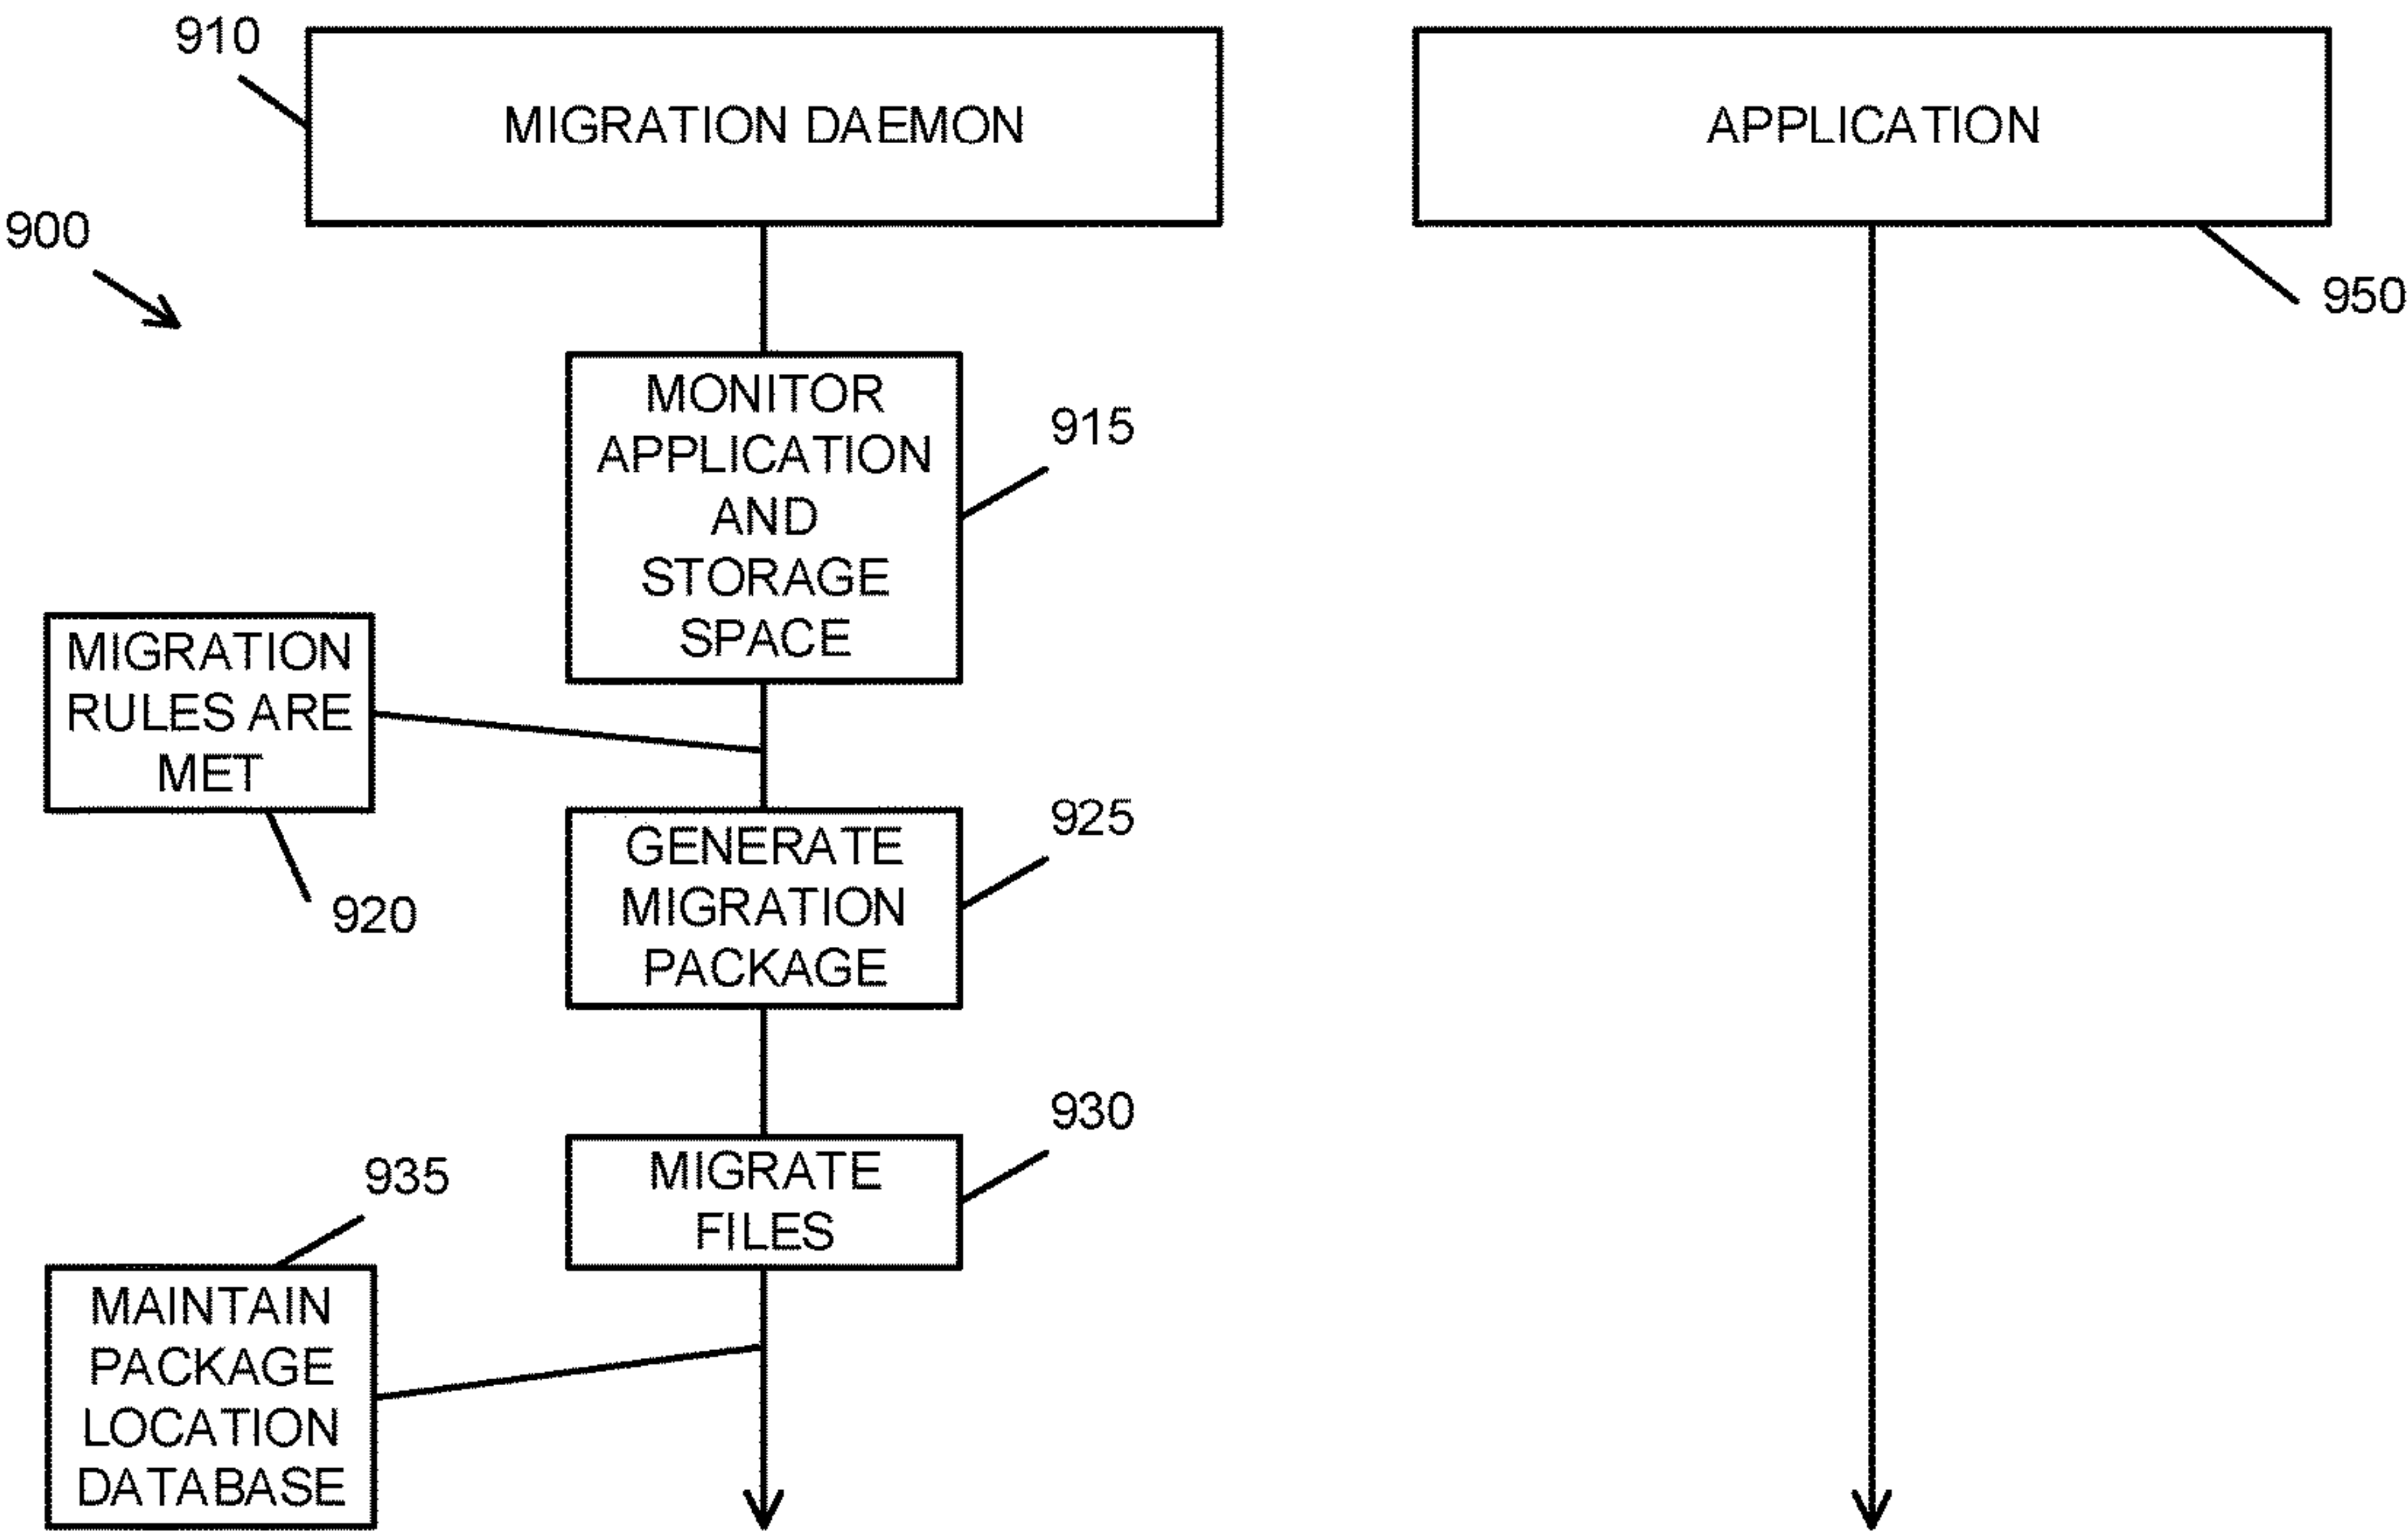 910
MIGRATION DAEMON
APPLICATION
900
950
MONITOR
APPLICATION
AND
STORAGE
SPACE
915
MIGRATION
RULES ARE
MET
920
GENERATE
MIGRATION
PACKAGE
925
MIGRATE
FILES
930
935
MAINTAIN
PACKAGE
LOCATION
DATABASE